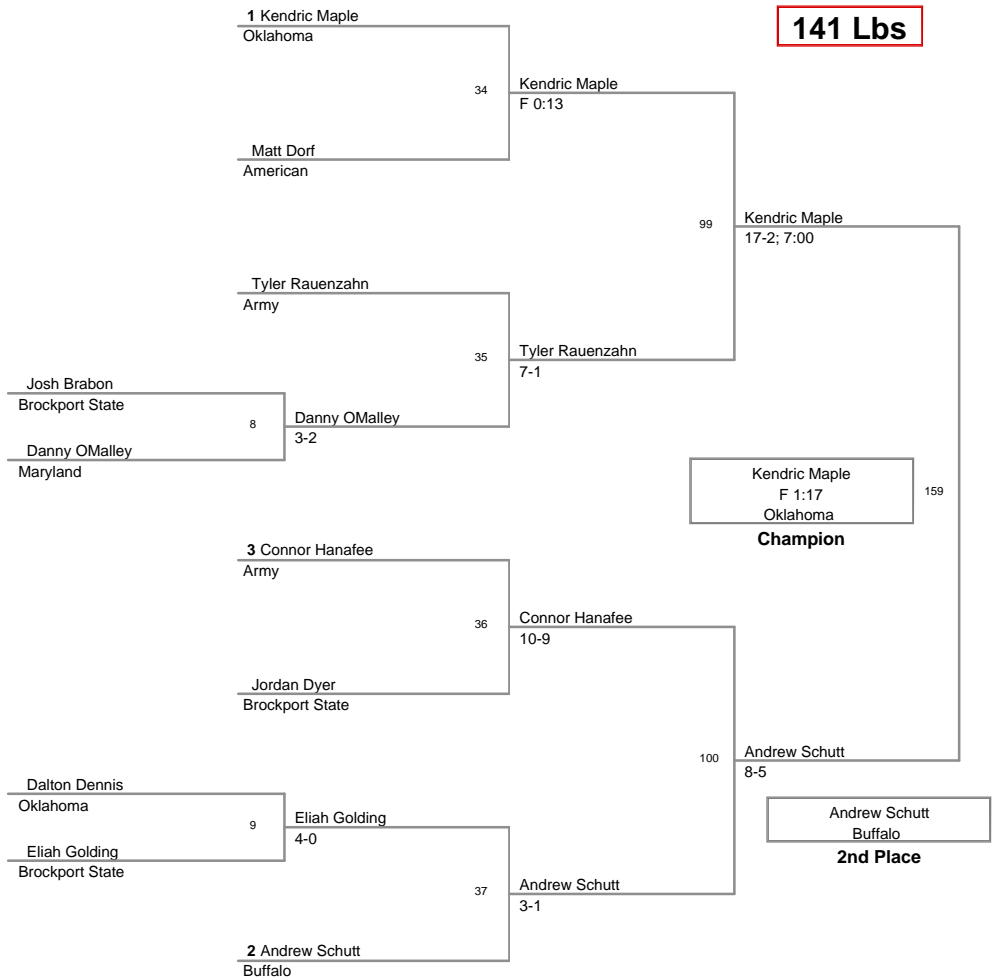 1 Kendric Maple
Oklahoma
141 Lbs
34
Kendric Maple
F 0:13
Matt Dorf
American
99
Kendric Maple
17-2; 7:00
Tyler Rauenzahn
Army
35
Tyler Rauenzahn
7-1
Josh Brabon
Brockport State
8
Danny OMalley
3-2
Danny OMalley
Maryland
Kendric Maple
F 1:17
Oklahoma
Champion
159
3 Connor Hanafee
Army
36
Connor Hanafee
10-9
Jordan Dyer
Brockport State
100
Andrew Schutt
8-5
Dalton Dennis
Oklahoma
9
Eliah Golding
4-0
Eliah Golding
Brockport State
Andrew Schutt
Buffalo
2nd Place
37
Andrew Schutt
3-1
2 Andrew Schutt
Buffalo